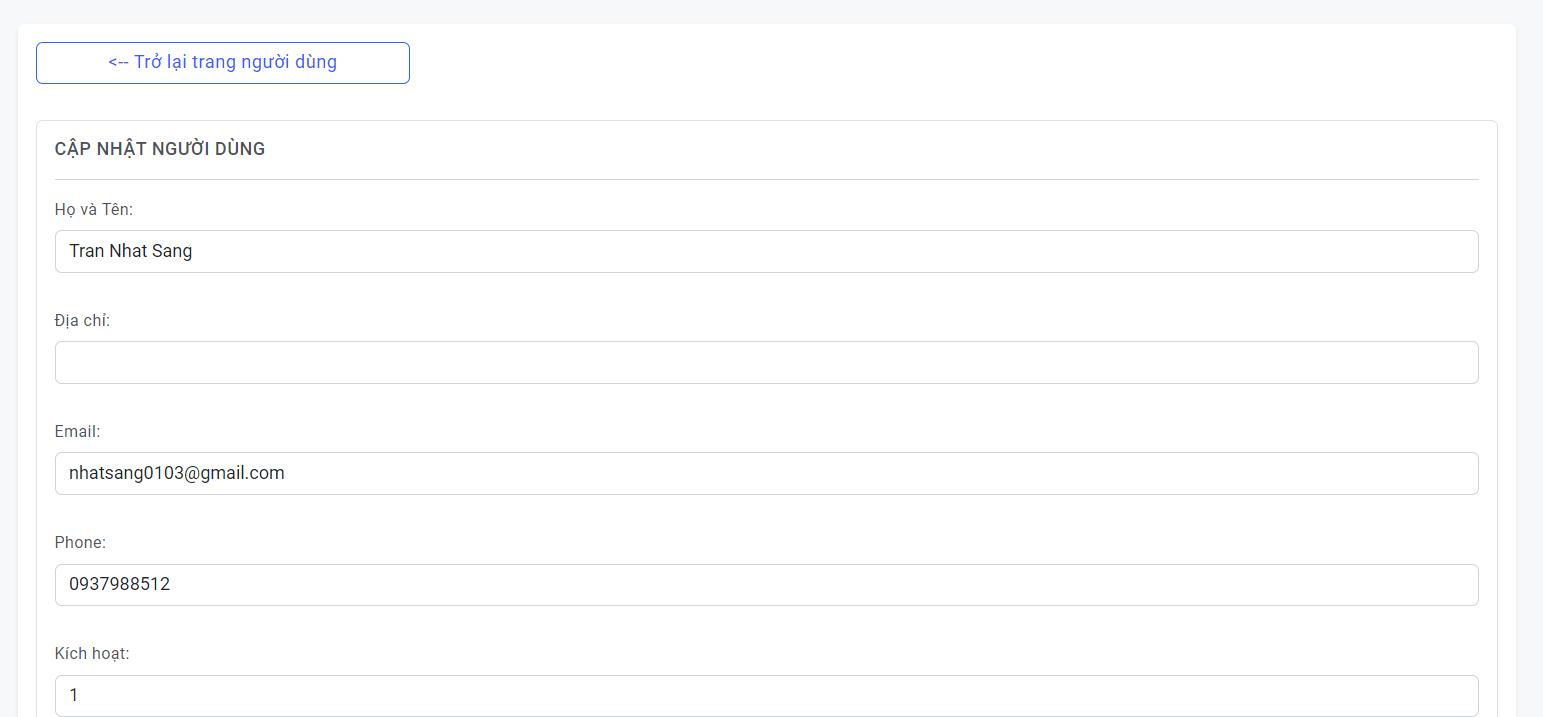 <-- Trở lại trang người dùng
CẬP NHẬT NGƯỜI DÙNG
Họ và Tên:
Tran Nhat Sang
Địa chỉ:
Email:
nhatsang0103@gmail.com
Phone:
0937988512
Kích hoạt:
1